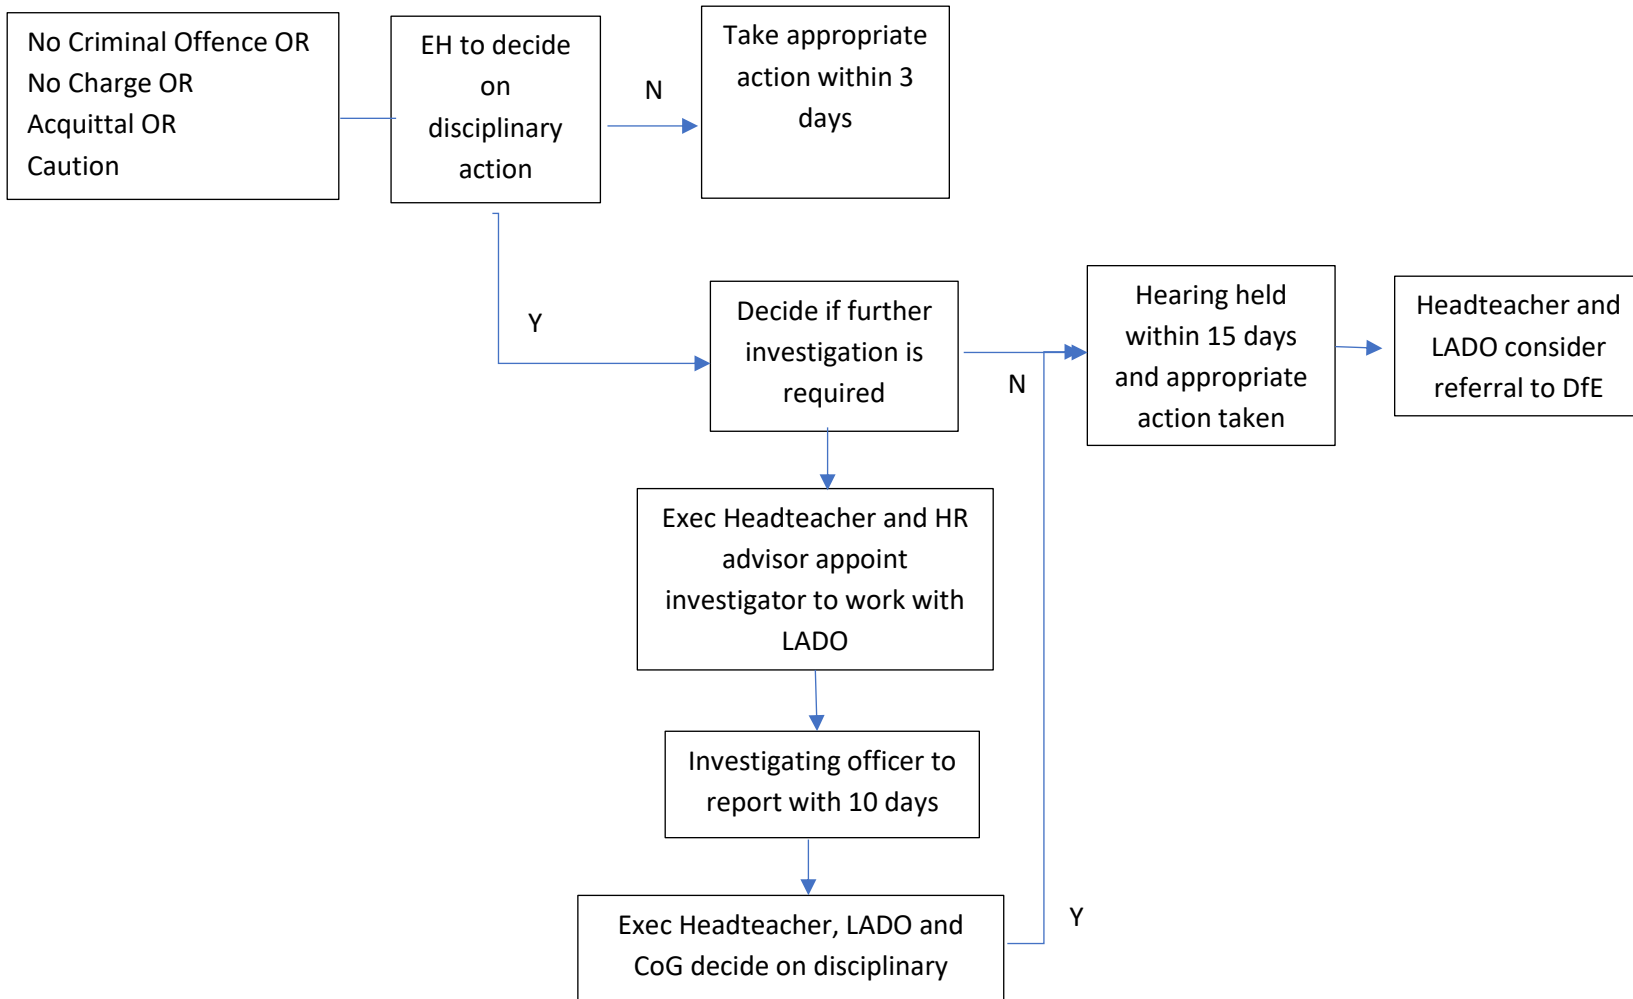 No Criminal Offence OR
No Charge OR
Acquittal OR
Caution
EH to decide
on
disciplinary
action
N
Take appropriate
action within 3
days
Y
Decide if further
investigation is
required
N
Hearing held
within 15 days
and appropriate
action taken
Headteacher and
LADO consider
referral to DfE
Exec Headteacher and HR
advisor appoint
investigator to work with
LADO
Investigating officer to
report with 10 days
Exec Headteacher, LADO and
CoG decide on disciplinary
Y